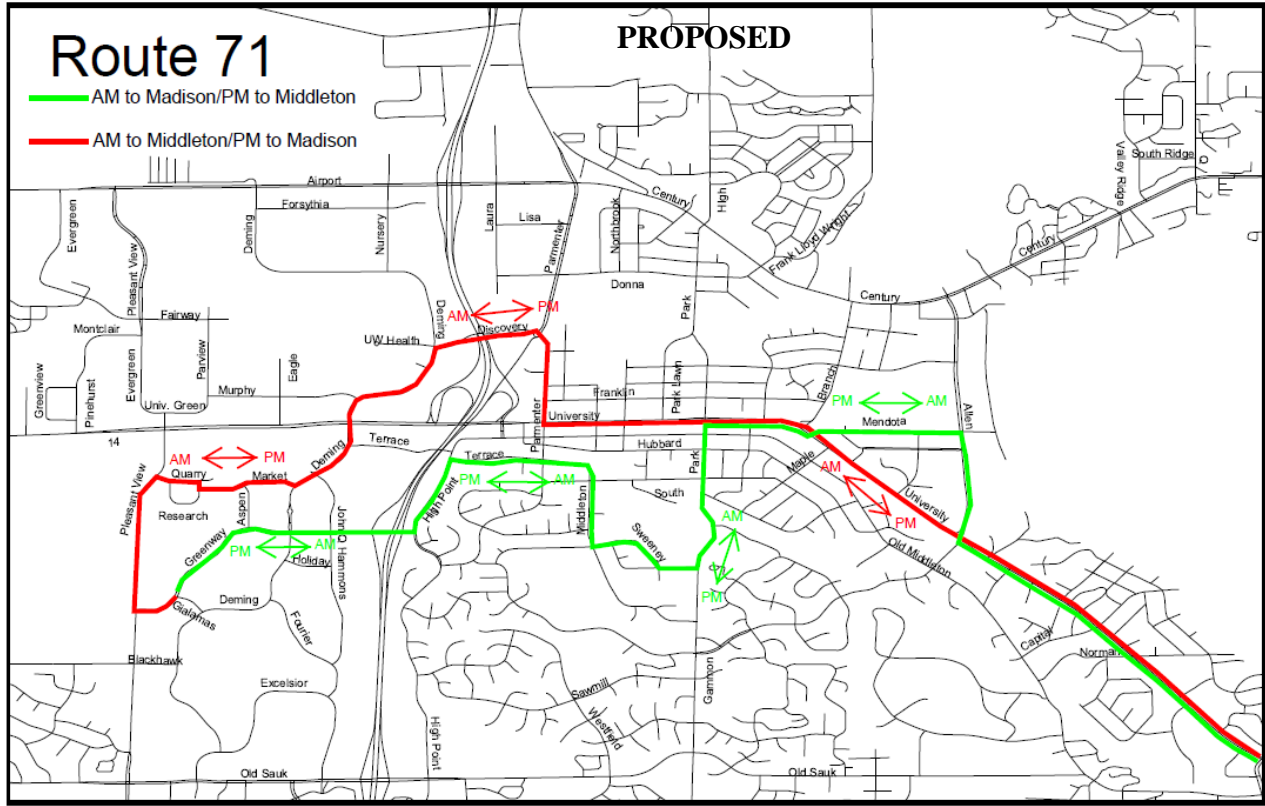 PROPOSED
Route 71
AM to Madison/PM to Middleton
AM to Middleton/PM to Madison
South Ridge
Q
Valley Ridge
Airport
Forsythia
Century
High
Evergreen
Deming
Nursery
Laura
Lisa
Northbrook
Parmenter
Frank Lloyd Wright
Century
Pleasant View
Donna
Century
Park
Deming
AM
PM
Discovery
Fairway
Montclair
UW Health
Greenview
Pinehurst
Evergreen
Parview
Eagle
Murphy
Univ. Green
Franklin
Park Lawn
Branch
PM
AM
Mendota
Allen
University
Parmenter
14
Terrace
Hubbard
Deming
AM
PM
Quarry
Market
Terrace
Park
Maple
AM
PM
PM
AM
High Point
South
University
Pleasant View
Research
Aspen
Middleton
Sweeney
AM
PM
Old Middleton
John Q Hammons
Greenway
PM
AM
Holiday
Deming
Gialamas
Fourier
Capital
Norman
Blackhawk
Excelsior
Sawmill
Gammon
Westfield
High Point
Old Sauk
Old Sauk